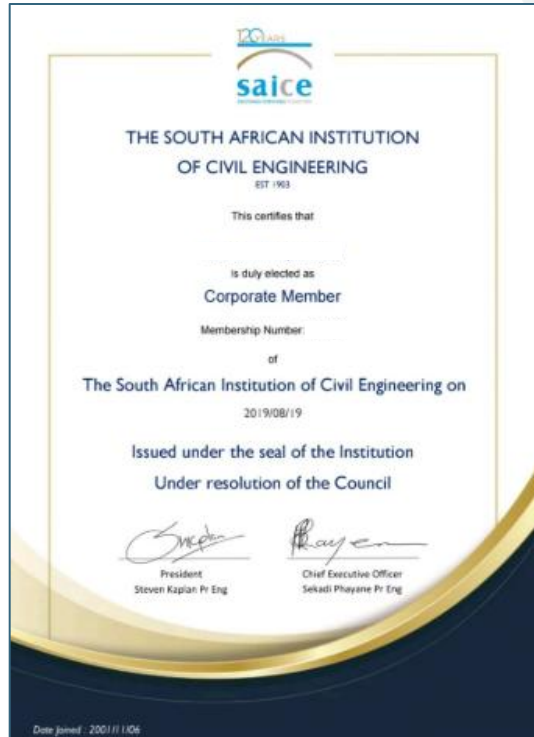 120 YEARS
saice
THE SOUTH AFRICAN INSTITUTION
OF CIVIL ENGINEERING
EST 1903
This certifies that
is duly elected as
Corporate Member
Membership Number:
of
The South African Institution of Civil Engineering on
2019/08/19
Issued under the seal of the Institution
Under resolution of the Council
President
Steven Kaplan Pr Eng
Chief Executive Officer
Sekadi Phayane Pr Eng
Date Joined : 2001/11/06